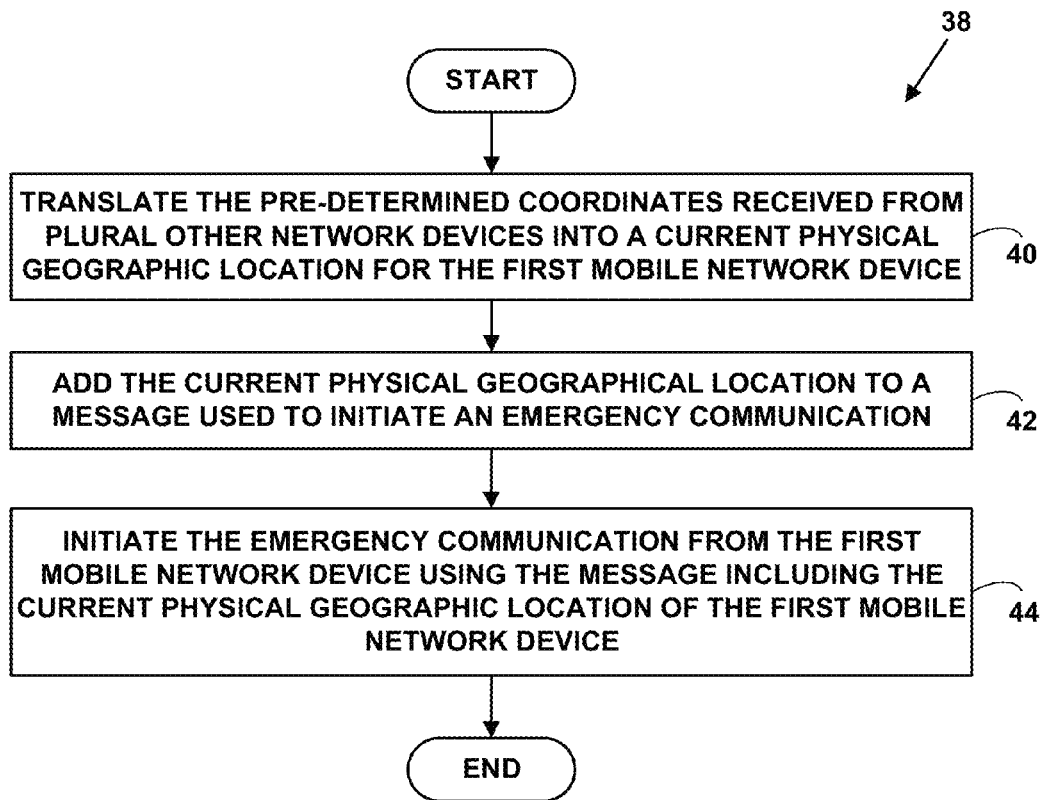 38
START
TRANSLATE THE PRE-DETERMINED COORDINATES RECEIVED FROM
PLURAL OTHER NETWORK DEVICES INTO A CURRENT PHYSICAL
GEOGRAPHIC LOCATION FOR THE FIRST MOBILE NETWORK DEVICE
40
ADD THE CURRENT PHYSICAL GEOGRAPHICAL LOCATION TO A
MESSAGE USED TO INITIATE AN EMERGENCY COMMUNICATION
42
INITIATE THE EMERGENCY COMMUNICATION FROM THE FIRST
MOBILE NETWORK DEVICE USING THE MESSAGE INCLUDING THE
CURRENT PHYSICAL GEOGRAPHIC LOCATION OF THE FIRST MOBILE
NETWORK DEVICE
44
END